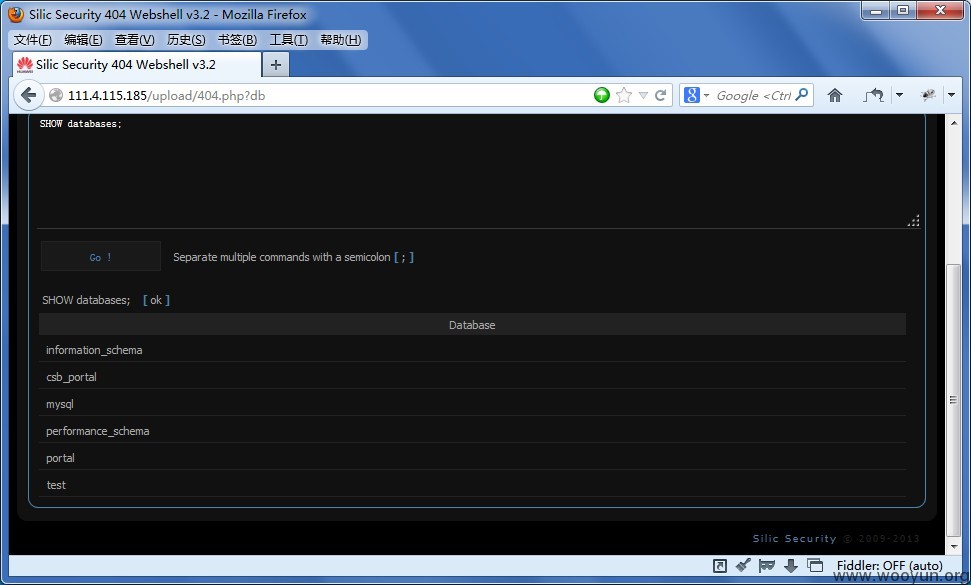 Silic Security 404 Webshell v3.2 - Mozilla Firefox
文件(F) 编辑(E) 查看(V) 历史(S) 书签(B) 工具(T) 帮助(H)
Silic Security 404 Webshell v3.2
111.4.115.185/upload/404.php?db
Google <Ctrl
SHOW databases;
Go !
Separate multiple commands with a semicolon [ ; ]
SHOW databases; [ ok ]
Database
information_schema
csb_portal
mysql
performance_schema
portal
test
Silic Security © 2009-2013
Fiddler: OFF (auto)
www.wooyun.org